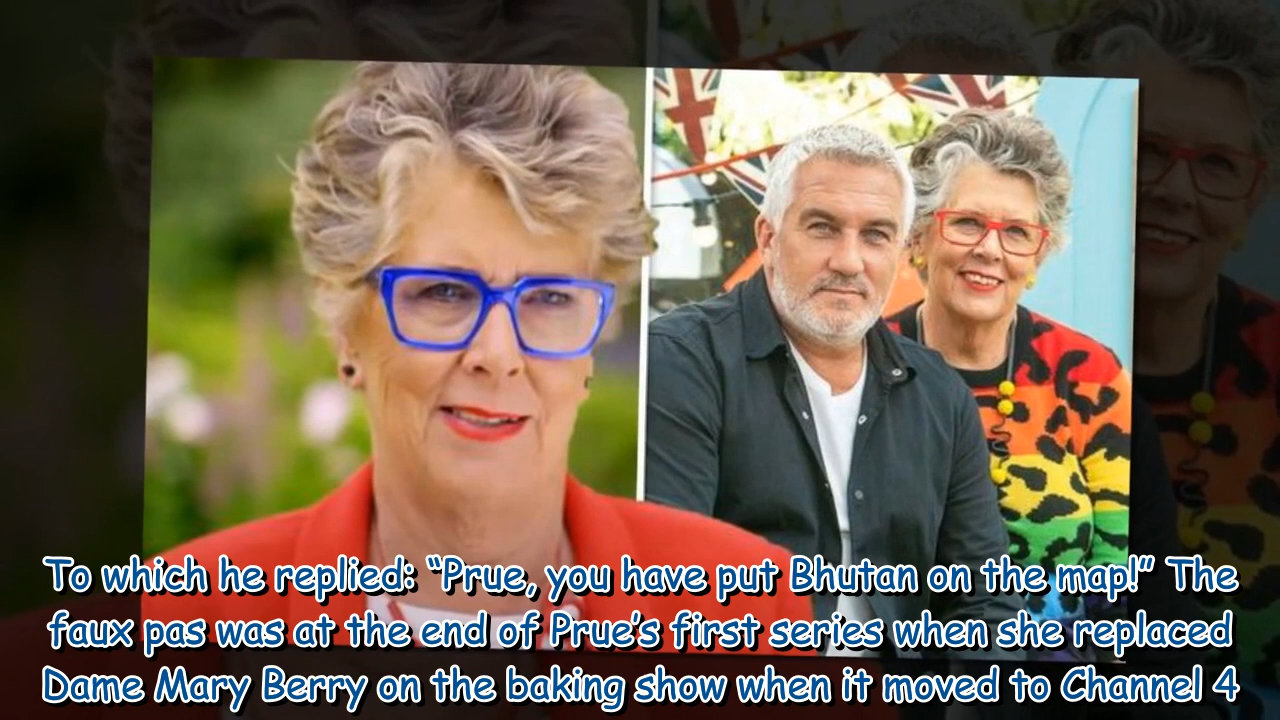 To which he replied: “Prue, you have put Bhutan on the map!” The
faux pas was at the end of Prue’s first series when she replaced
Dame Mary Berry on the baking show when it moved to Channel 4